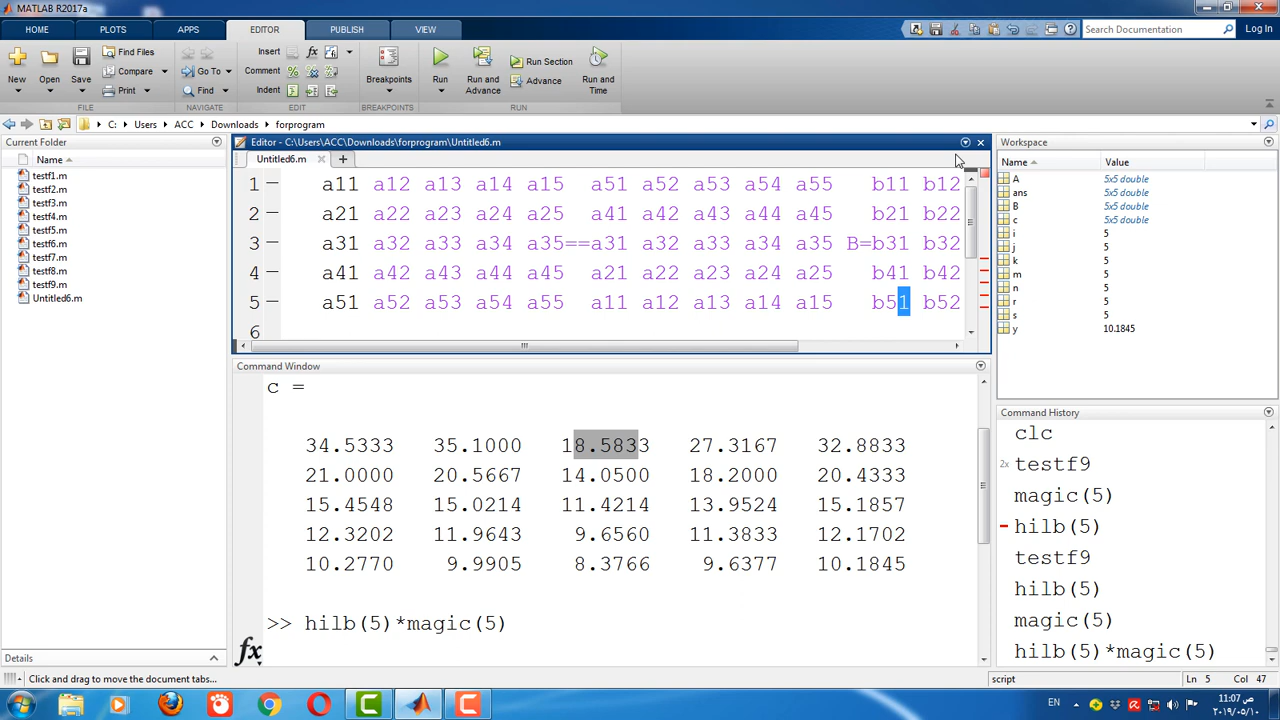 MATLAB R2017a
HOME PLOTS APPS EDITOR PUBLISH VIEW Search Documentation Log In
New Open Save Find Files Compare Print Go To Find Insert Comment Indent fx Breakpoints Run Run and Advance Run Section Advance Run and Time
FILE NAVIGATE EDIT BREAKPOINTS RUN
C: Users ACC Downloads forprogram
Current Folder
Name
testf1.m
testf2.m
testf3.m
testf4.m
testf5.m
testf6.m
testf7.m
testf8.m
testf9.m
Untitled6.m
Details
Editor - C:\Users\ACC\Downloads\forprogram\Untitled6.m
Untitled6.m
1 a11 a12 a13 a14 a15 a51 a52 a53 a54 a55 b11 b12
2 a21 a22 a23 a24 a25 a41 a42 a43 a44 a45 b21 b22
3 a31 a32 a33 a34 a35==a31 a32 a33 a34 a35 B=b31 b32
4 a41 a42 a43 a44 a45 a21 a22 a23 a24 a25 b41 b42
5 a51 a52 a53 a54 a55 a11 a12 a13 a14 a15 b51 b52
6
Command Window
c =
34.5333 35.1000 18.5833 27.3167 32.8833
21.0000 20.5667 14.0500 18.2000 20.4333
15.4548 15.0214 11.4214 13.9524 15.1857
12.3202 11.9643 9.6560 11.3833 12.1702
10.2770 9.9905 8.3766 9.6377 10.1845
>> hilb(5)*magic(5)
fx
Workspace
Name Value
A 5x5 double
ans 5x5 double
B 5x5 double
c 5x5 double
i 5
j 5
k 5
m 5
n 5
r 5
s 5
y 10.1845
Command History
clc
2x testf9
magic(5)
hilb(5)
testf9
hilb(5)
magic(5)
hilb(5)*magic(5)
Click and drag to move the document tabs...
script Ln 5 Col 47
EN
11:07 ص
٢٠١٩/٠٥/١٠